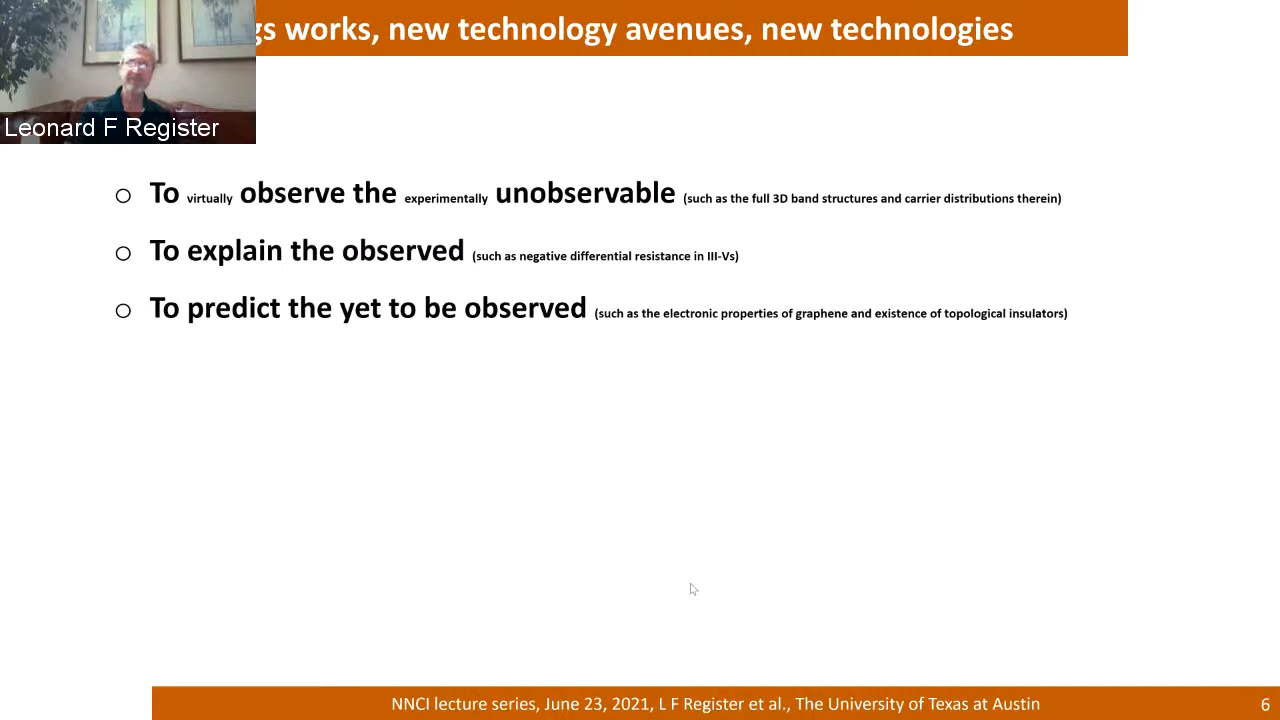 works, new technology avenues, new technologies
Leonard F Register
○ To virtually observe the experimentally unobservable (such as the full 3D band structures and carrier distributions therein)
○ To explain the observed (such as negative differential resistance in III-Vs)
○ To predict the yet to be observed (such as the electronic properties of graphene and existence of topological insulators)
NNCI lecture series, June 23, 2021, L F Register et al., The University of Texas at Austin 6